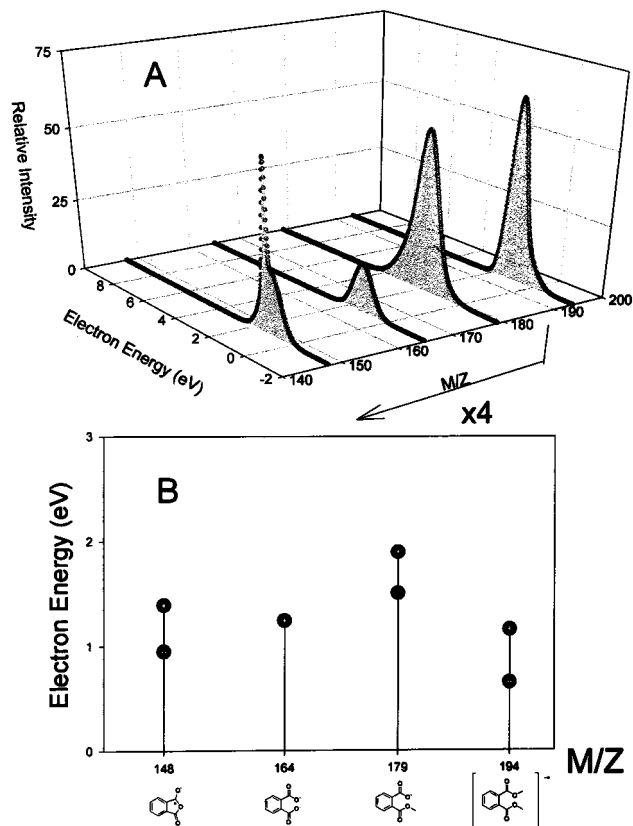 A
75
50
25
0
Relative Intensity
8
6
4
2
0
-2
Electron Energy (eV)
140
150
160
170
180
190
200
M/Z
x4
B
3
2
1
0
Electron Energy (eV)
148
164
179
194
M/Z
O-
O
O
O
O
O
O
O
O-
O
O
O
O
O
O
-